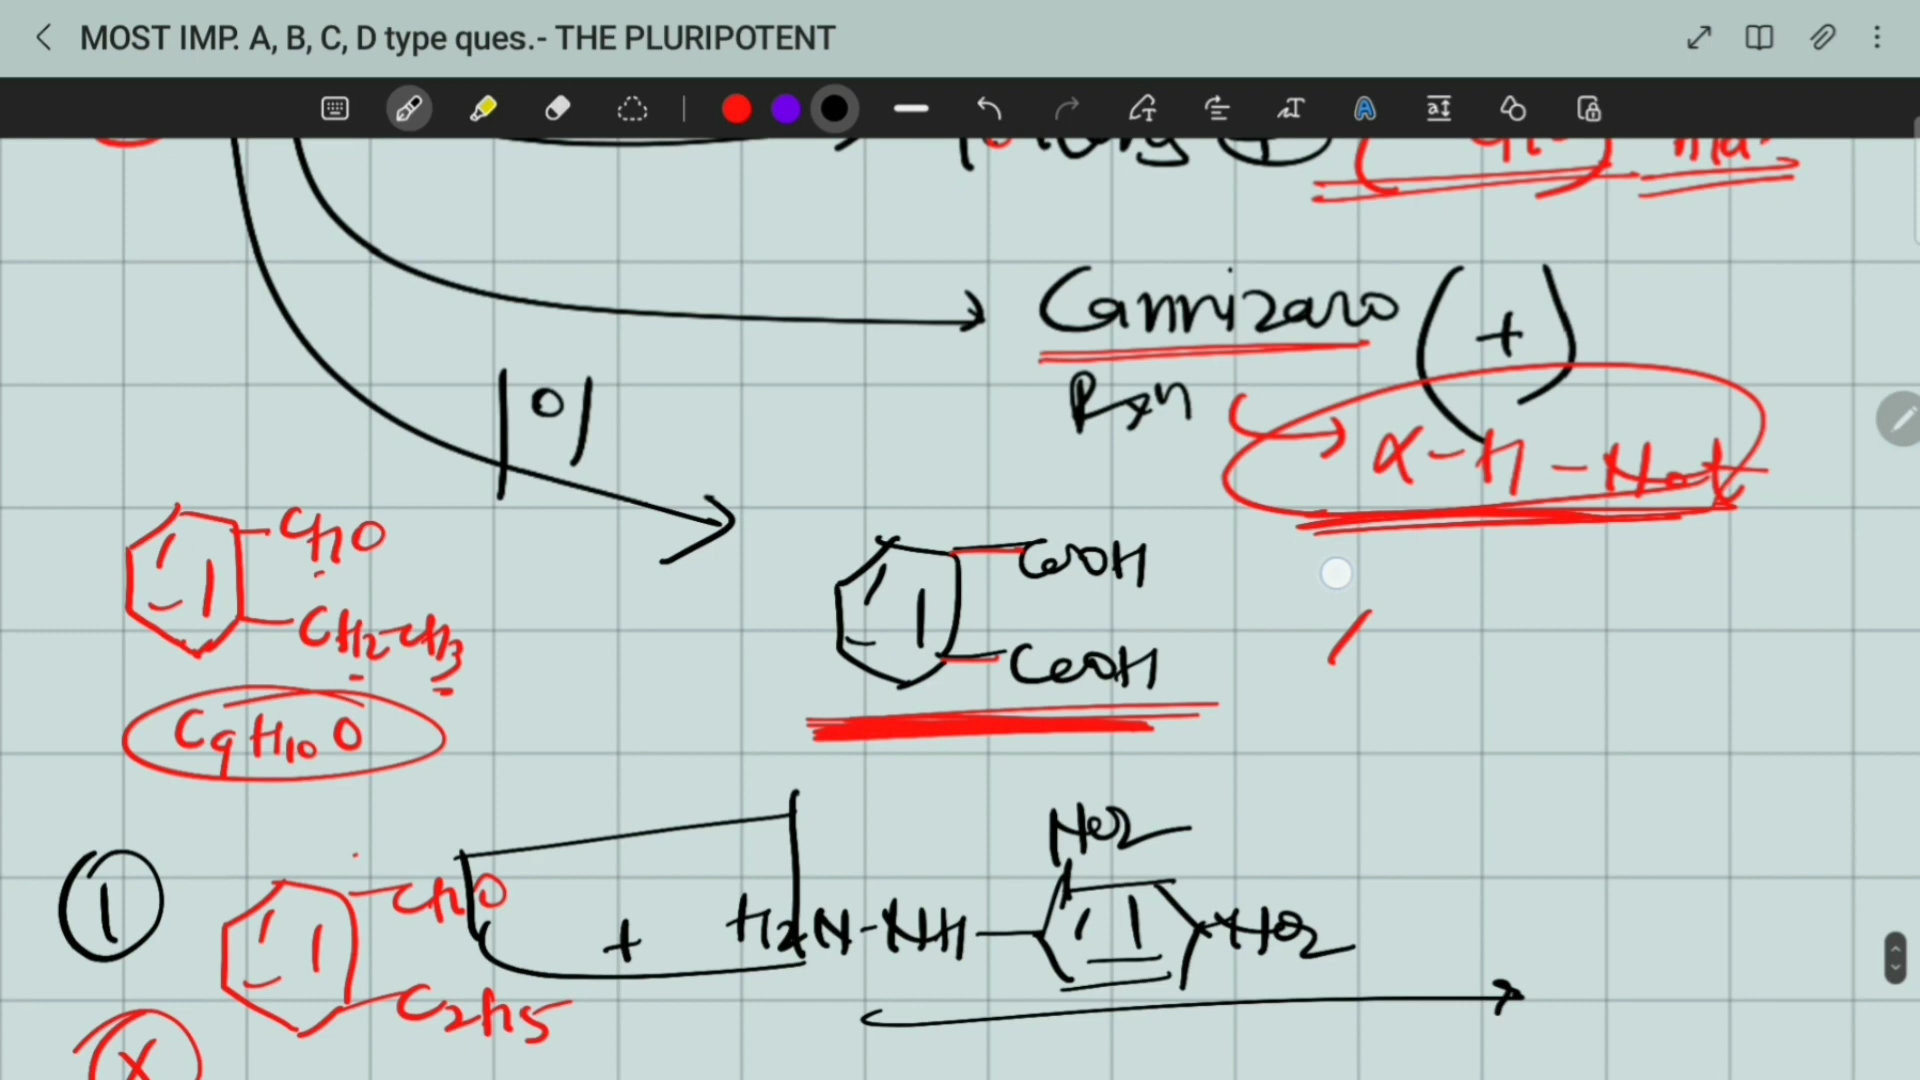 MOST IMP. A, B, C, D type ques.- THE PLURIPOTENT
Cannizaro (+)
Rxn
α-H-Not
|O|
CHO
CH2-CH3
C9H10O
COOH
COOH
NO2
1 CHO + H2N-NH NO2
C2H5
X